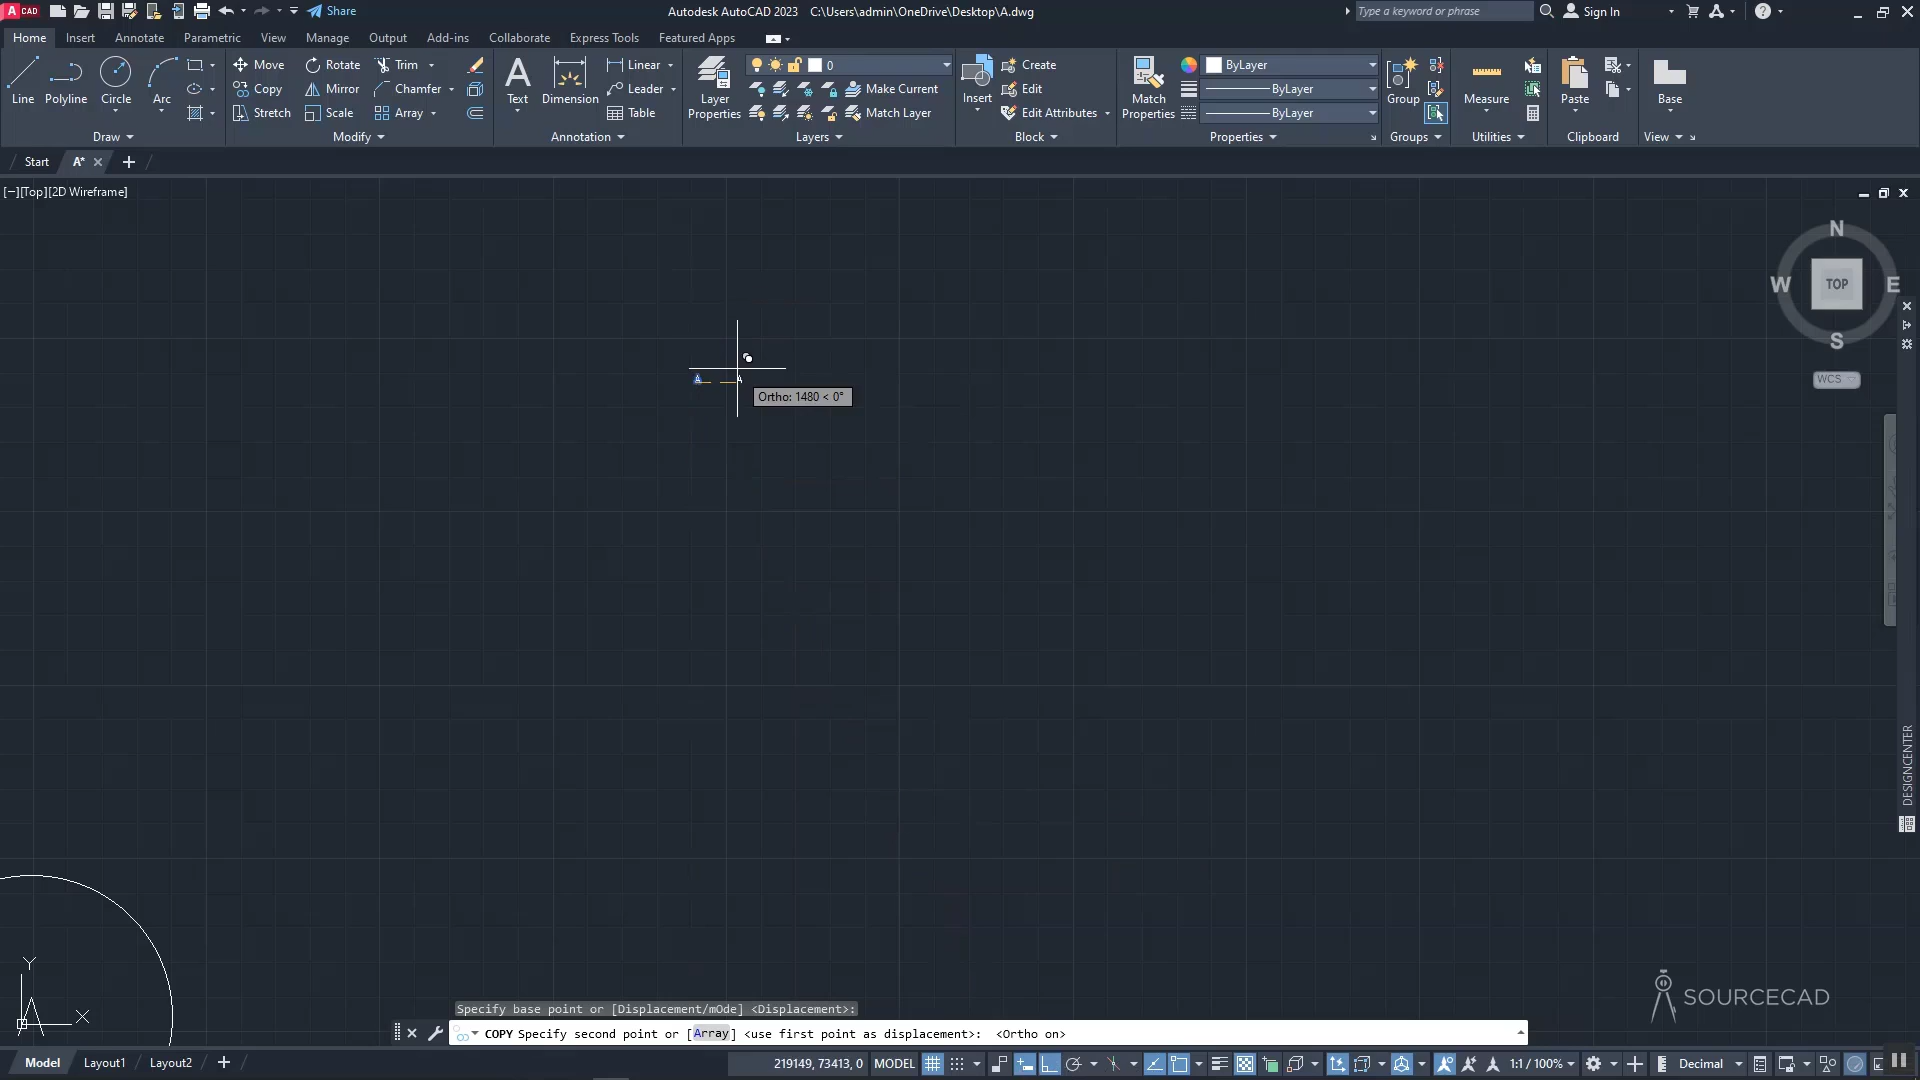 CAD
Share
Autodesk AutoCAD 2023 C:\Users\admin\OneDrive\Desktop\A.dwg
Type a keyword or phrase
Sign In
Home Insert Annotate Parametric View Manage Output Add-ins Collaborate Express Tools Featured Apps
Line Polyline Circle Arc
Move Rotate Trim
Copy Mirror Chamfer
Stretch Scale Array
Text Dimension
Linear
Leader
Table
Layer Properties
0
Make Current
Match Layer
Insert
Create
Edit
Edit Attributes
Match Properties
ByLayer
ByLayer
ByLayer
Group
Measure
Paste
Base
Draw Modify Annotation Layers Block Properties Groups Utilities Clipboard View
Start A*
[−][Top][2D Wireframe]
N
W TOP E
S
WCS
A A
Ortho: 1480 < 0°
DESIGNCENTER
Y
X
SOURCECAD
Specify base point or [Displacement/mOde] <Displacement>:
COPY Specify second point or [Array] <use first point as displacement>: <Ortho on>
Model Layout1 Layout2
219149, 73413, 0 MODEL 1:1 / 100% Decimal